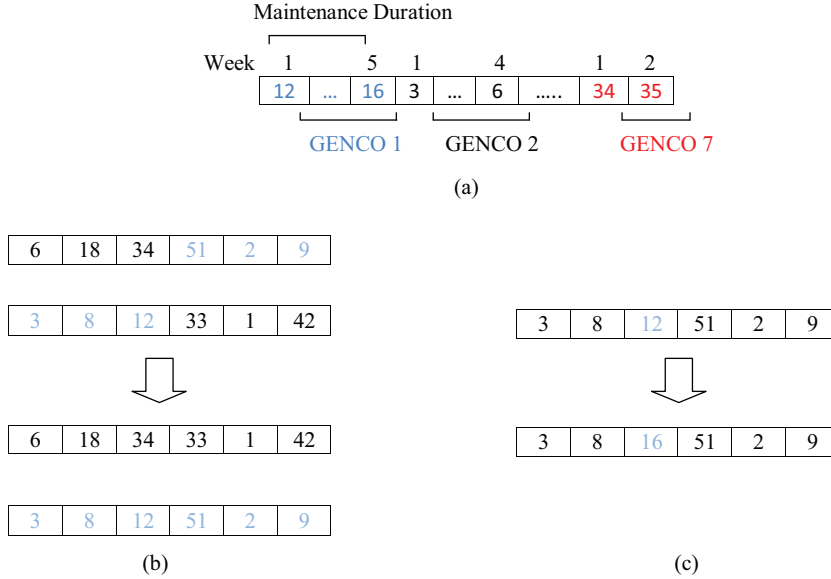 Maintenance Duration
Week 1 5 1 4 1 2
12 ... 16 3 ... 6 ..... 34 35
GENCO 1 GENCO 2 GENCO 7
(a)
6 18 34 51 2 9
3 8 12 33 1 42
6 18 34 33 1 42
3 8 12 51 2 9
(b)
3 8 12 51 2 9
3 8 16 51 2 9
(c)